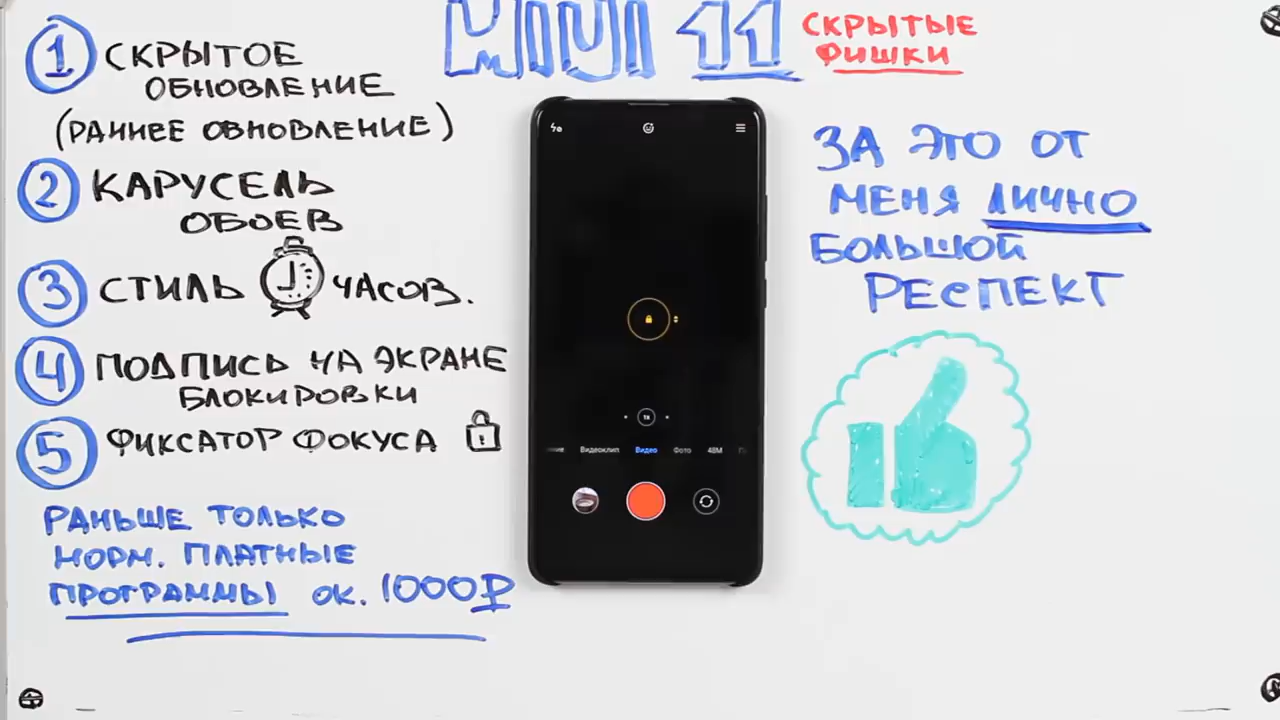 MIUI 11
СКРЫТЫЕ
ФИШКИ
1 СКРЫТОЕ
ОБНОВЛЕНИЕ
(РАННЕЕ ОБНОВЛЕНИЕ)
2 КАРУСЕЛЬ
ОБОЕВ
3 СТИЛЬ ЧАСОВ.
4 ПОДПИСЬ НА ЭКРАНЕ
БЛОКИРОВКИ
5 ФИКСАТОР ФОКУСА
РАНЬШЕ ТОЛЬКО
НОРМ. ПЛАТНЫЕ
ПРОГРАММЫ ОК. 1000₽
1X
Видеоклип Видео Фото 48M
ЗА ЭТО ОТ
МЕНЯ ЛИЧНО
БОЛЬШОЙ
РЕСПЕКТ